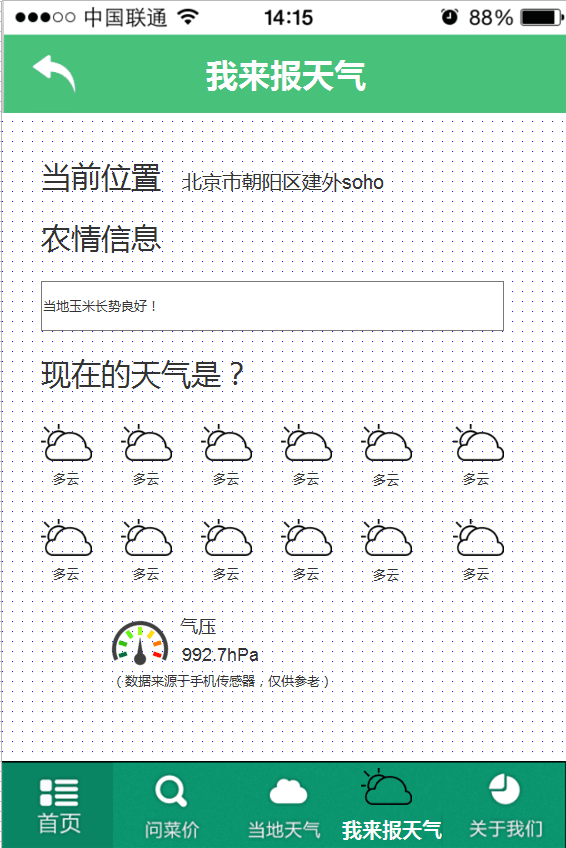 中国联通 14:15 88%
我来报天气
当前位置 北京市朝阳区建外soho
农情信息
当地玉米长势良好！
现在的天气是？
多云 多云 多云 多云 多云 多云
多云 多云 多云 多云 多云 多云
气压
992.7hPa
（数据来源于手机传感器，仅供参老）
首页 问菜价 当地天气 我来报天气 关于我们